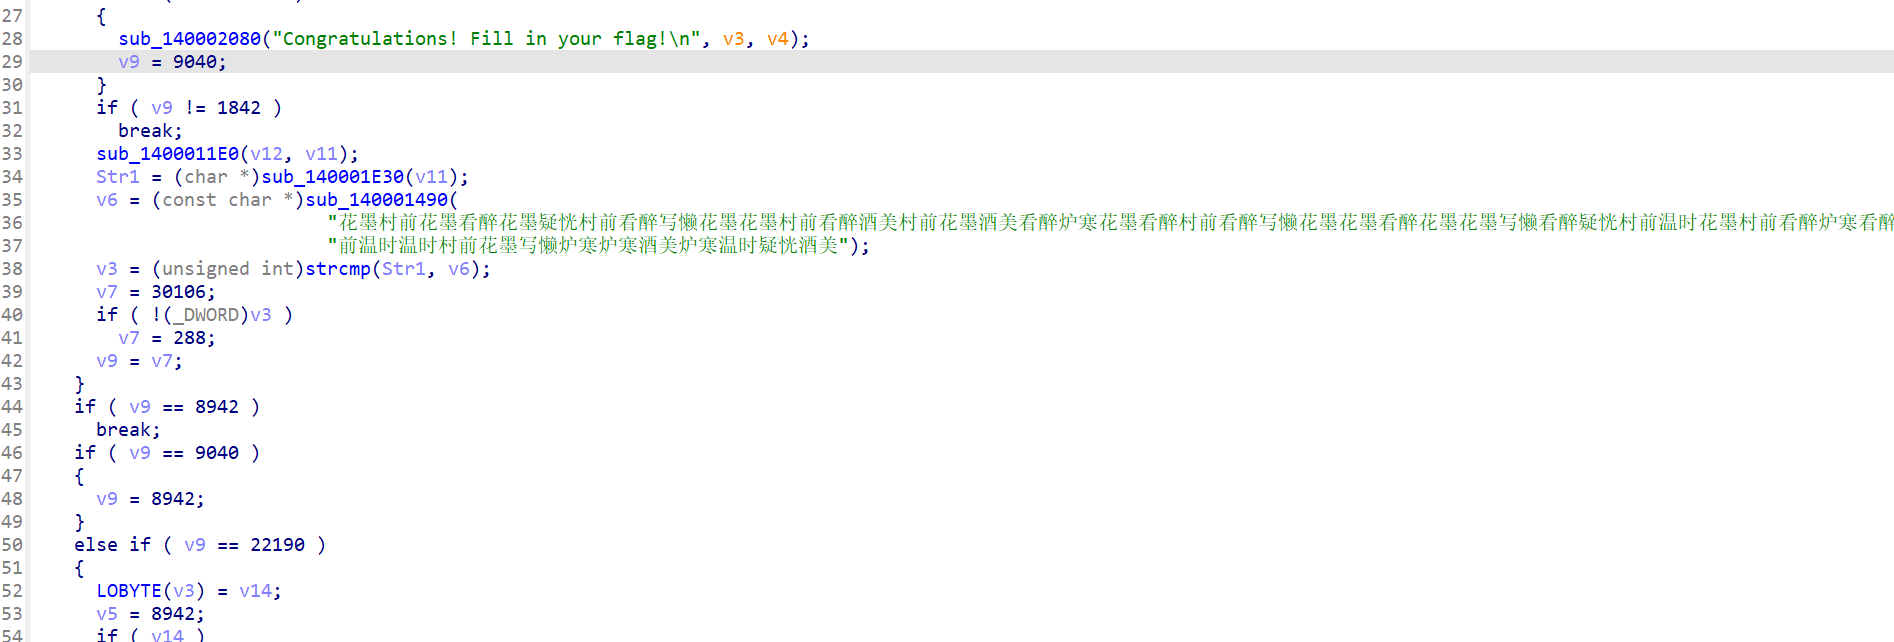 27 {
28 sub_140002080("Congratulations! Fill in your flag!\n", v3, v4);
29 v9 = 9040;
30 }
31 if ( v9 != 1842 )
32 break;
33 sub_1400011E0(v12, v11);
34 Str1 = (char *)sub_140001E30(v11);
35 v6 = (const char *)sub_140001490(
36 "花墨村前花墨看醉花墨疑恍村前看醉写懒花墨花墨村前看醉酒美村前花墨酒美看醉炉寒花墨看醉村前看醉写懒花墨花墨看醉花墨花墨写懒看醉疑恍村前温时花墨村前看醉炉寒看醉
37 "前温时温时村前花墨写懒炉寒炉寒酒美炉寒温时疑恍酒美");
38 v3 = (unsigned int)strcmp(Str1, v6);
39 v7 = 30106;
40 if ( !(_DWORD)v3 )
41 v7 = 288;
42 v9 = v7;
43 }
44 if ( v9 == 8942 )
45 break;
46 if ( v9 == 9040 )
47 {
48 v9 = 8942;
49 }
50 else if ( v9 == 22190 )
51 {
52 LOBYTE(v3) = v14;
53 v5 = 8942;
54 if ( v14 )